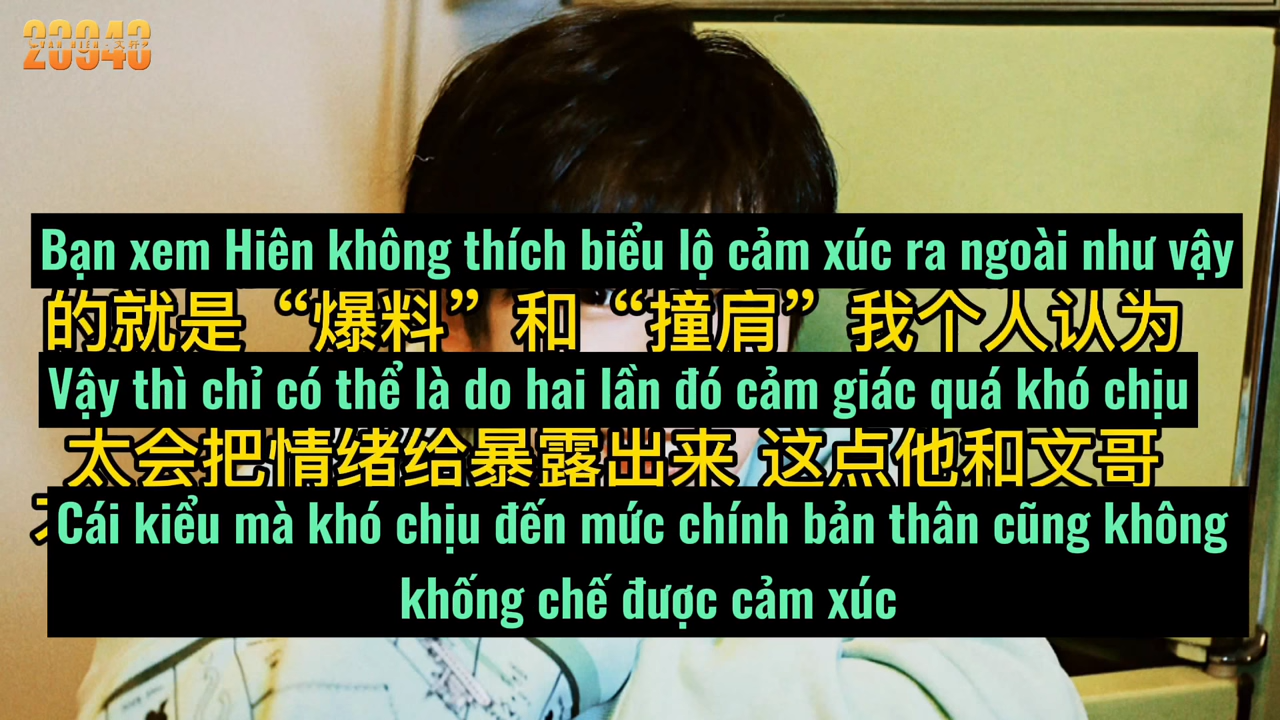 23943
Bạn xem Hiên không thích biểu lộ cảm xúc ra ngoài như vậy
的就是“爆料”和“撞肩”我个人认为
Vậy thì chỉ có thể là do hai lần đó cảm giác quá khó chịu
太会把情绪给暴露出来 这点他和文哥
Cái kiểu mà khó chịu đến mức chính bản thân cũng không
khống chế được cảm xúc